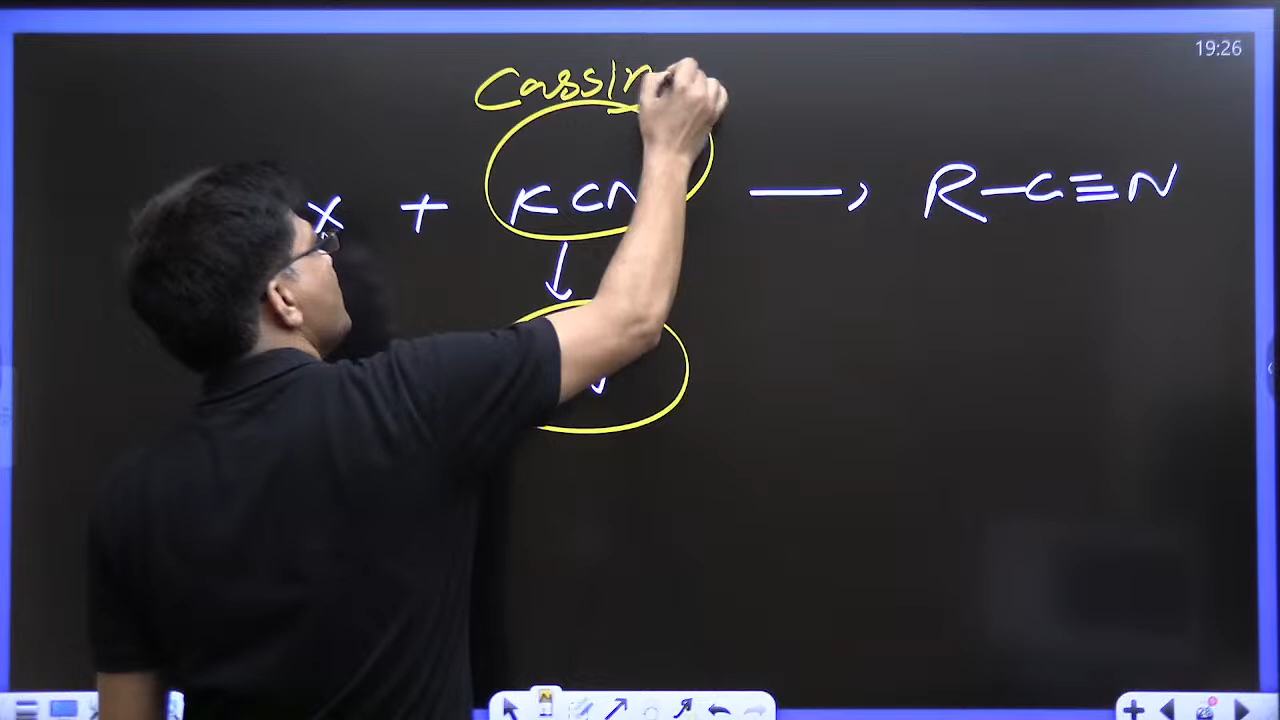 19:26
Cassin
x + KCN → R-C≡N
↓